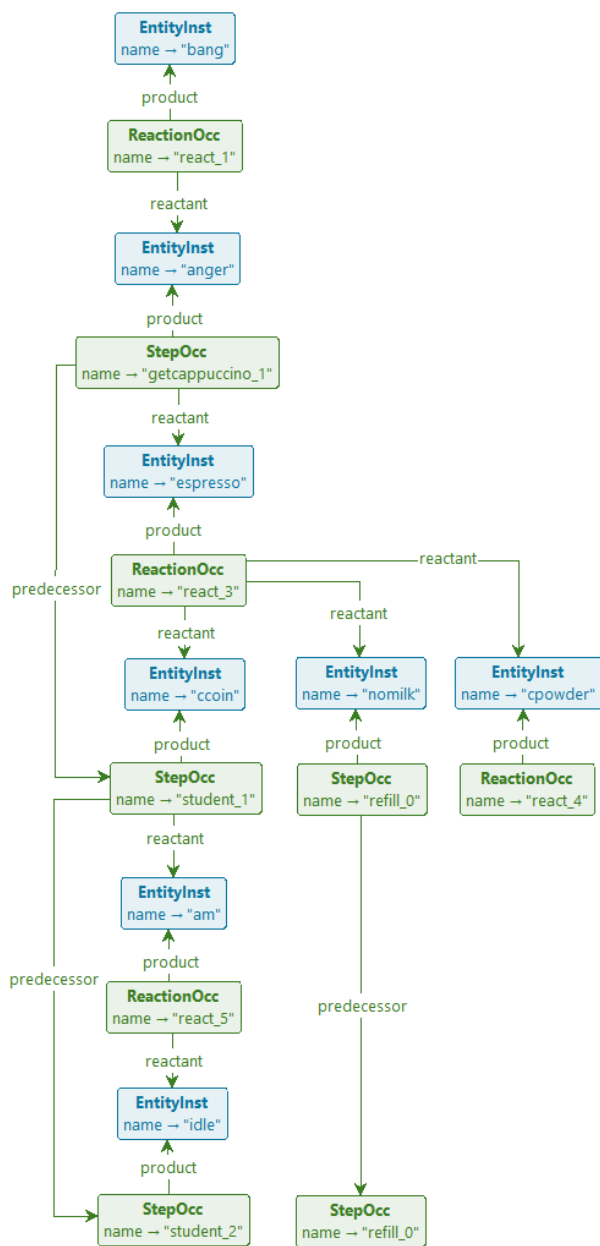 EntityInst
name → "bang"
product
ReactionOcc
name → "react_1"
reactant
EntityInst
name → "anger"
product
StepOcc
name → "getcappuccino_1"
reactant
EntityInst
name → "espresso"
product
reactant
ReactionOcc
name → "react_3"
predecessor
reactant
reactant
EntityInst
name → "ccoin"
EntityInst
name → "nomilk"
EntityInst
name → "cpowder"
product
product
product
StepOcc
name → "student_1"
StepOcc
name → "refill_0"
ReactionOcc
name → "react_4"
reactant
EntityInst
name → "am"
product
predecessor
ReactionOcc
name → "react_5"
predecessor
reactant
EntityInst
name → "idle"
product
StepOcc
name → "student_2"
StepOcc
name → "refill_0"